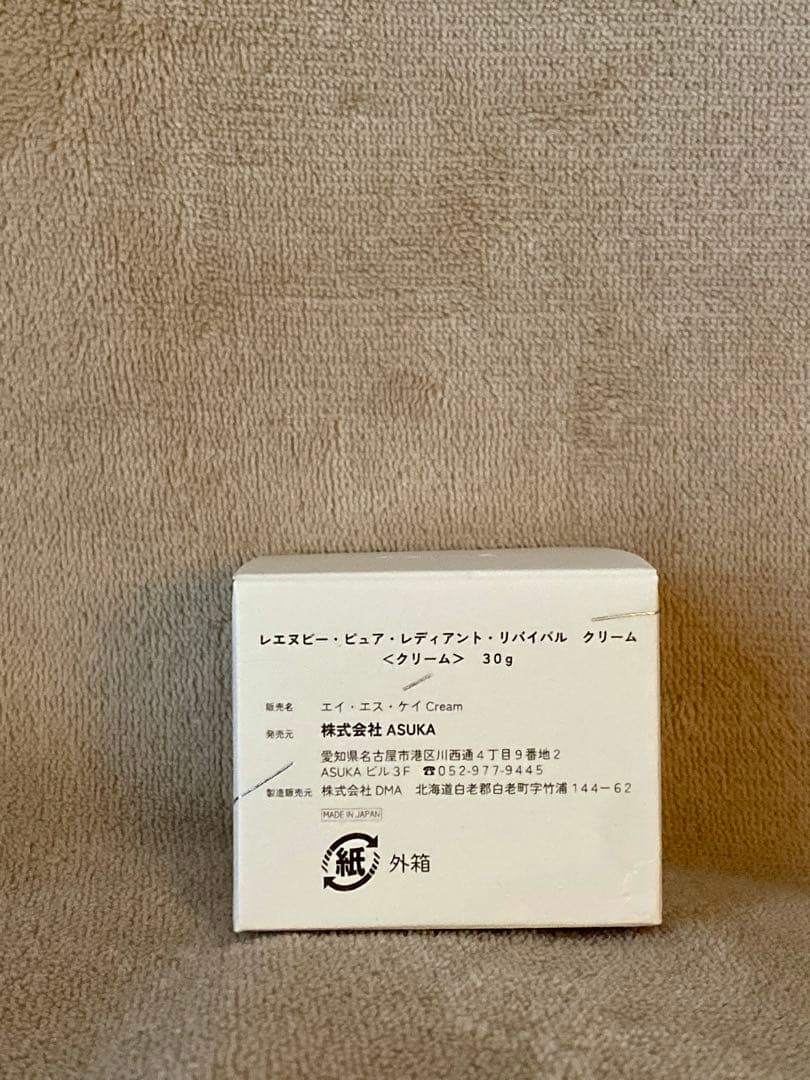 レエヌビー・ピュア・レディアント・リバイバル クリーム
＜クリーム＞ 30g
販売名 エイ・エス・ケイ Cream
発売元 株式会社 ASUKA
愛知県名古屋市港区川西通4丁目9番地2
ASUKAビル3F ☎052-977-9445
製造販売元 株式会社 DMA 北海道白老郡白老町字竹浦144-62
MADE IN JAPAN
紙 外箱